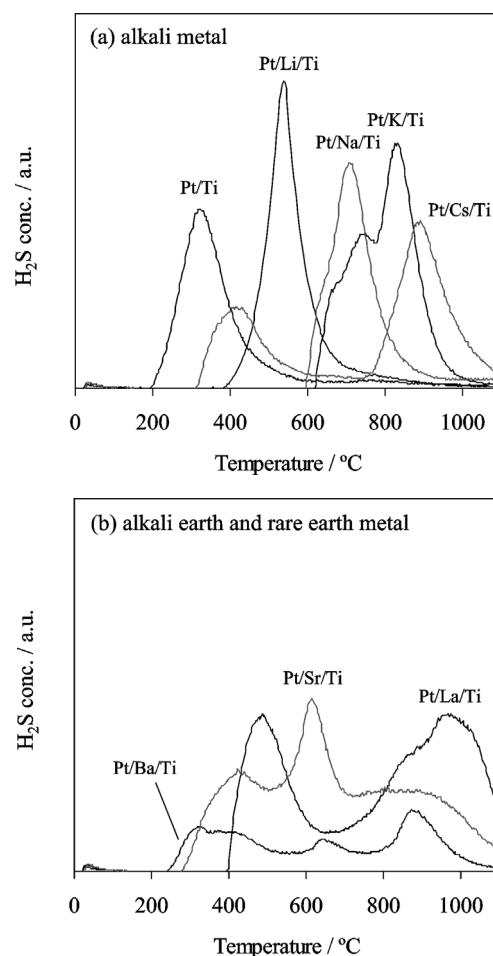 (a) alkali metal
Pt/Li/Ti
Pt/K/Ti
Pt/Na/Ti
Pt/Ti
Pt/Cs/Ti
H₂S conc. / a.u.
0 200 400 600 800 1000
Temperature / ºC
(b) alkali earth and rare earth metal
Pt/Sr/Ti
Pt/La/Ti
Pt/Ba/Ti
H₂S conc. / a.u.
0 200 400 600 800 1000
Temperature / ºC